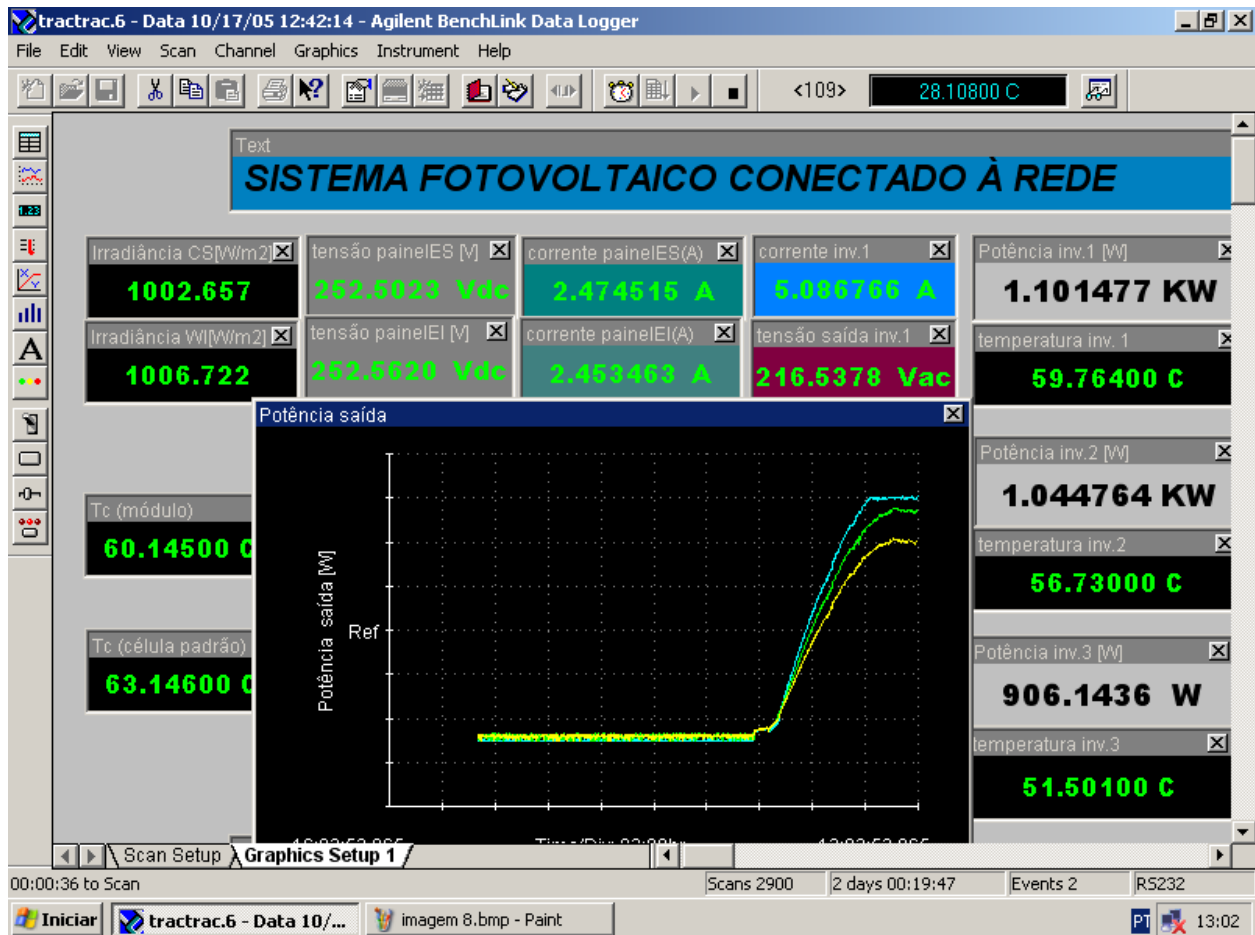 tractrac.6 - Data 10/17/05 12:42:14 - Agilent BenchLink Data Logger
File Edit View Scan Channel Graphics Instrument Help
<109> 28.10800 C
Text
SISTEMA FOTOVOLTAICO CONECTADO À REDE
Irradiância CS[W/m2]
1002.657
tensão painelES [V]
252.5023 Vdc
corrente painelES(A)
2.474515 A
corrente inv.1
5.086766 A
Potência inv.1 [W]
1.101477 KW
Irradiância WI[W/m2]
1006.722
tensão painelEI [V]
252.5620 Vdc
corrente painelEI(A)
2.453463 A
tensão saída inv.1
216.5378 Vac
temperatura inv. 1
59.76400 C
Potência saída
Potência saída [W]
Ref
Potência inv.2 [W]
1.044764 KW
Tc (módulo)
60.14500 C
temperatura inv.2
56.73000 C
Tc (célula padrão)
63.14600 C
Potência inv.3 [W]
906.1436 W
temperatura inv.3
51.50100 C
Scan Setup Graphics Setup 1
00:00:36 to Scan Scans 2900 2 days 00:19:47 Events 2 RS232
Iniciar tractrac.6 - Data 10/... imagem 8.bmp - Paint PT 13:02